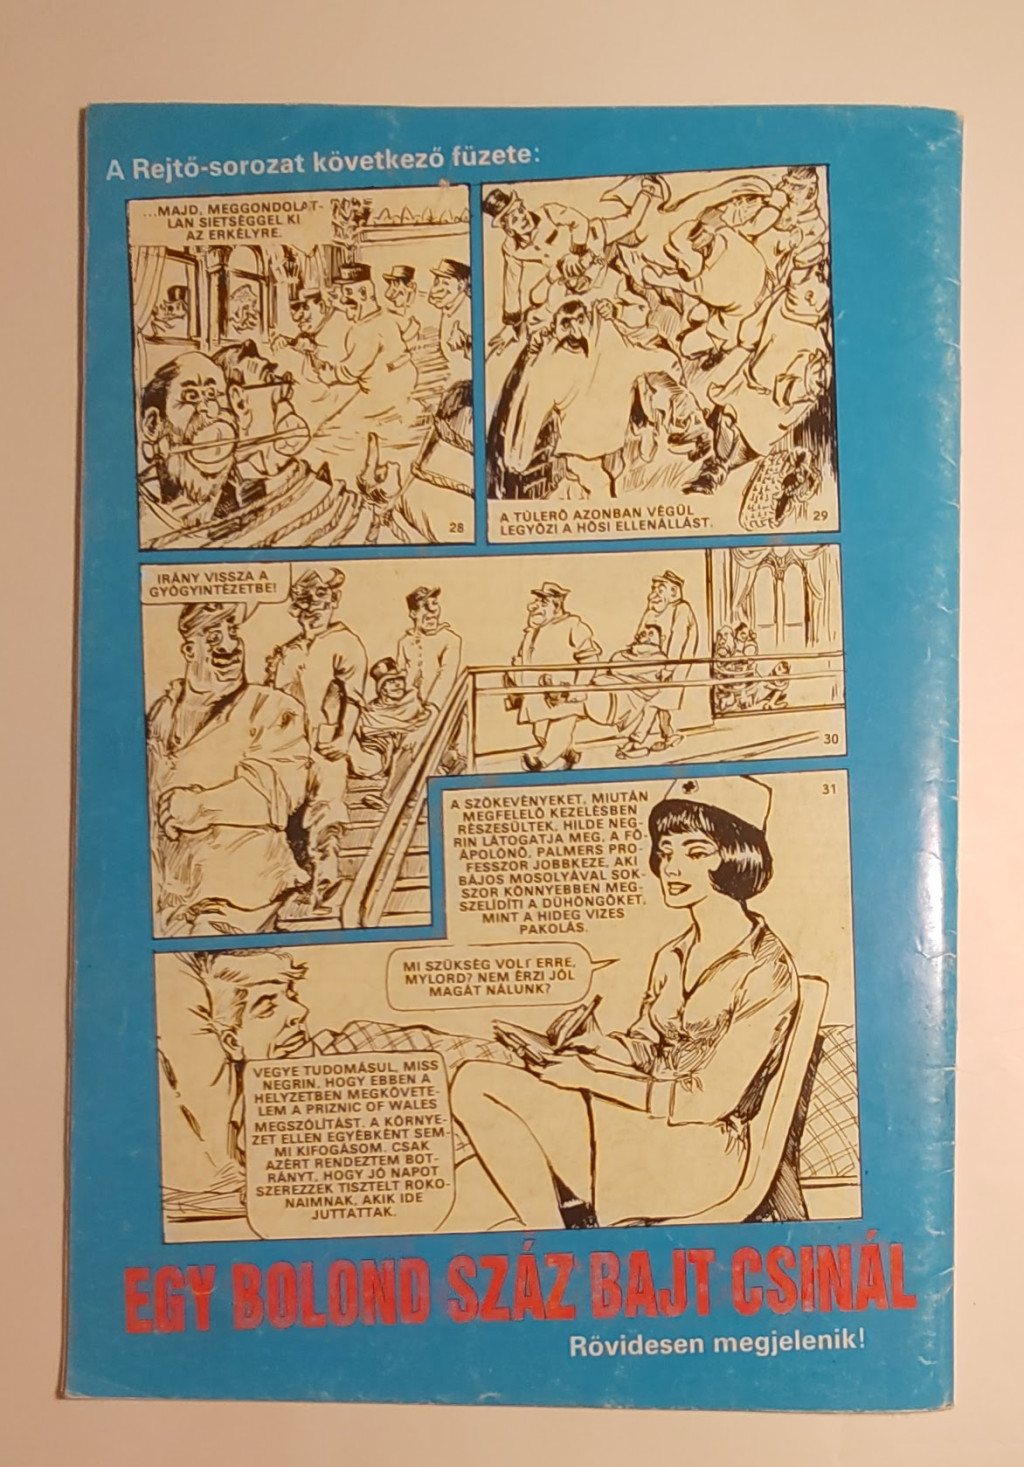 A Rejtő-sorozat következő füzete:
...MAJD, MEGGONDOLAT-
LAN SIETSÉGGEL KI
AZ ERKÉLYRE.
28
A TÚLERŐ AZONBAN VÉGÜL
LEGYŐZI A HŐSI ELLENÁLLÁST.
29
IRÁNY VISSZA A
GYÓGYINTÉZETBE!
30
31
A SZÖKEVÉNYEKET, MIUTÁN
MEGFELELŐ KEZELÉSBEN
RÉSZESÜLTEK, HILDE NEG-
RIN LÁTOGATJA MEG, A FŐ-
ÁPOLÓNŐ, PALMERS PRO-
FESSZOR JOBBKEZE, AKI
BÁJOS MOSOLYÁVAL SOK-
SZOR KÖNNYEBBEN MEG-
SZELIDÍTI A DÜHÖNGŐKET,
MINT A HIDEG VIZES
PAKOLÁS.
MI SZÜKSÉG VOLT ERRE,
MYLORD? NEM ÉRZI JÓL
MAGÁT NÁLUNK?
VEGYE TUDOMÁSUL, MISS
NEGRIN, HOGY EBBEN A
HELYZETBEN MEGKÖVETE-
LEM A PRIZNIC OF WALES
MEGSZÓLÍTÁST. A KÖRNYE-
ZET ELLEN EGYÉBKÉNT SEM-
MI KIFOGÁSOM. CSAK
AZÉRT RENDEZTEM BOT-
RÁNYT, HOGY JÓ NAPOT
SZEREZZEK TISZTELT ROKO-
NAIMNAK, AKIK IDE
JUTTATTAK.
EGY BOLOND SZÁZ BAJT CSINÁL
Rövidesen megjelenik!